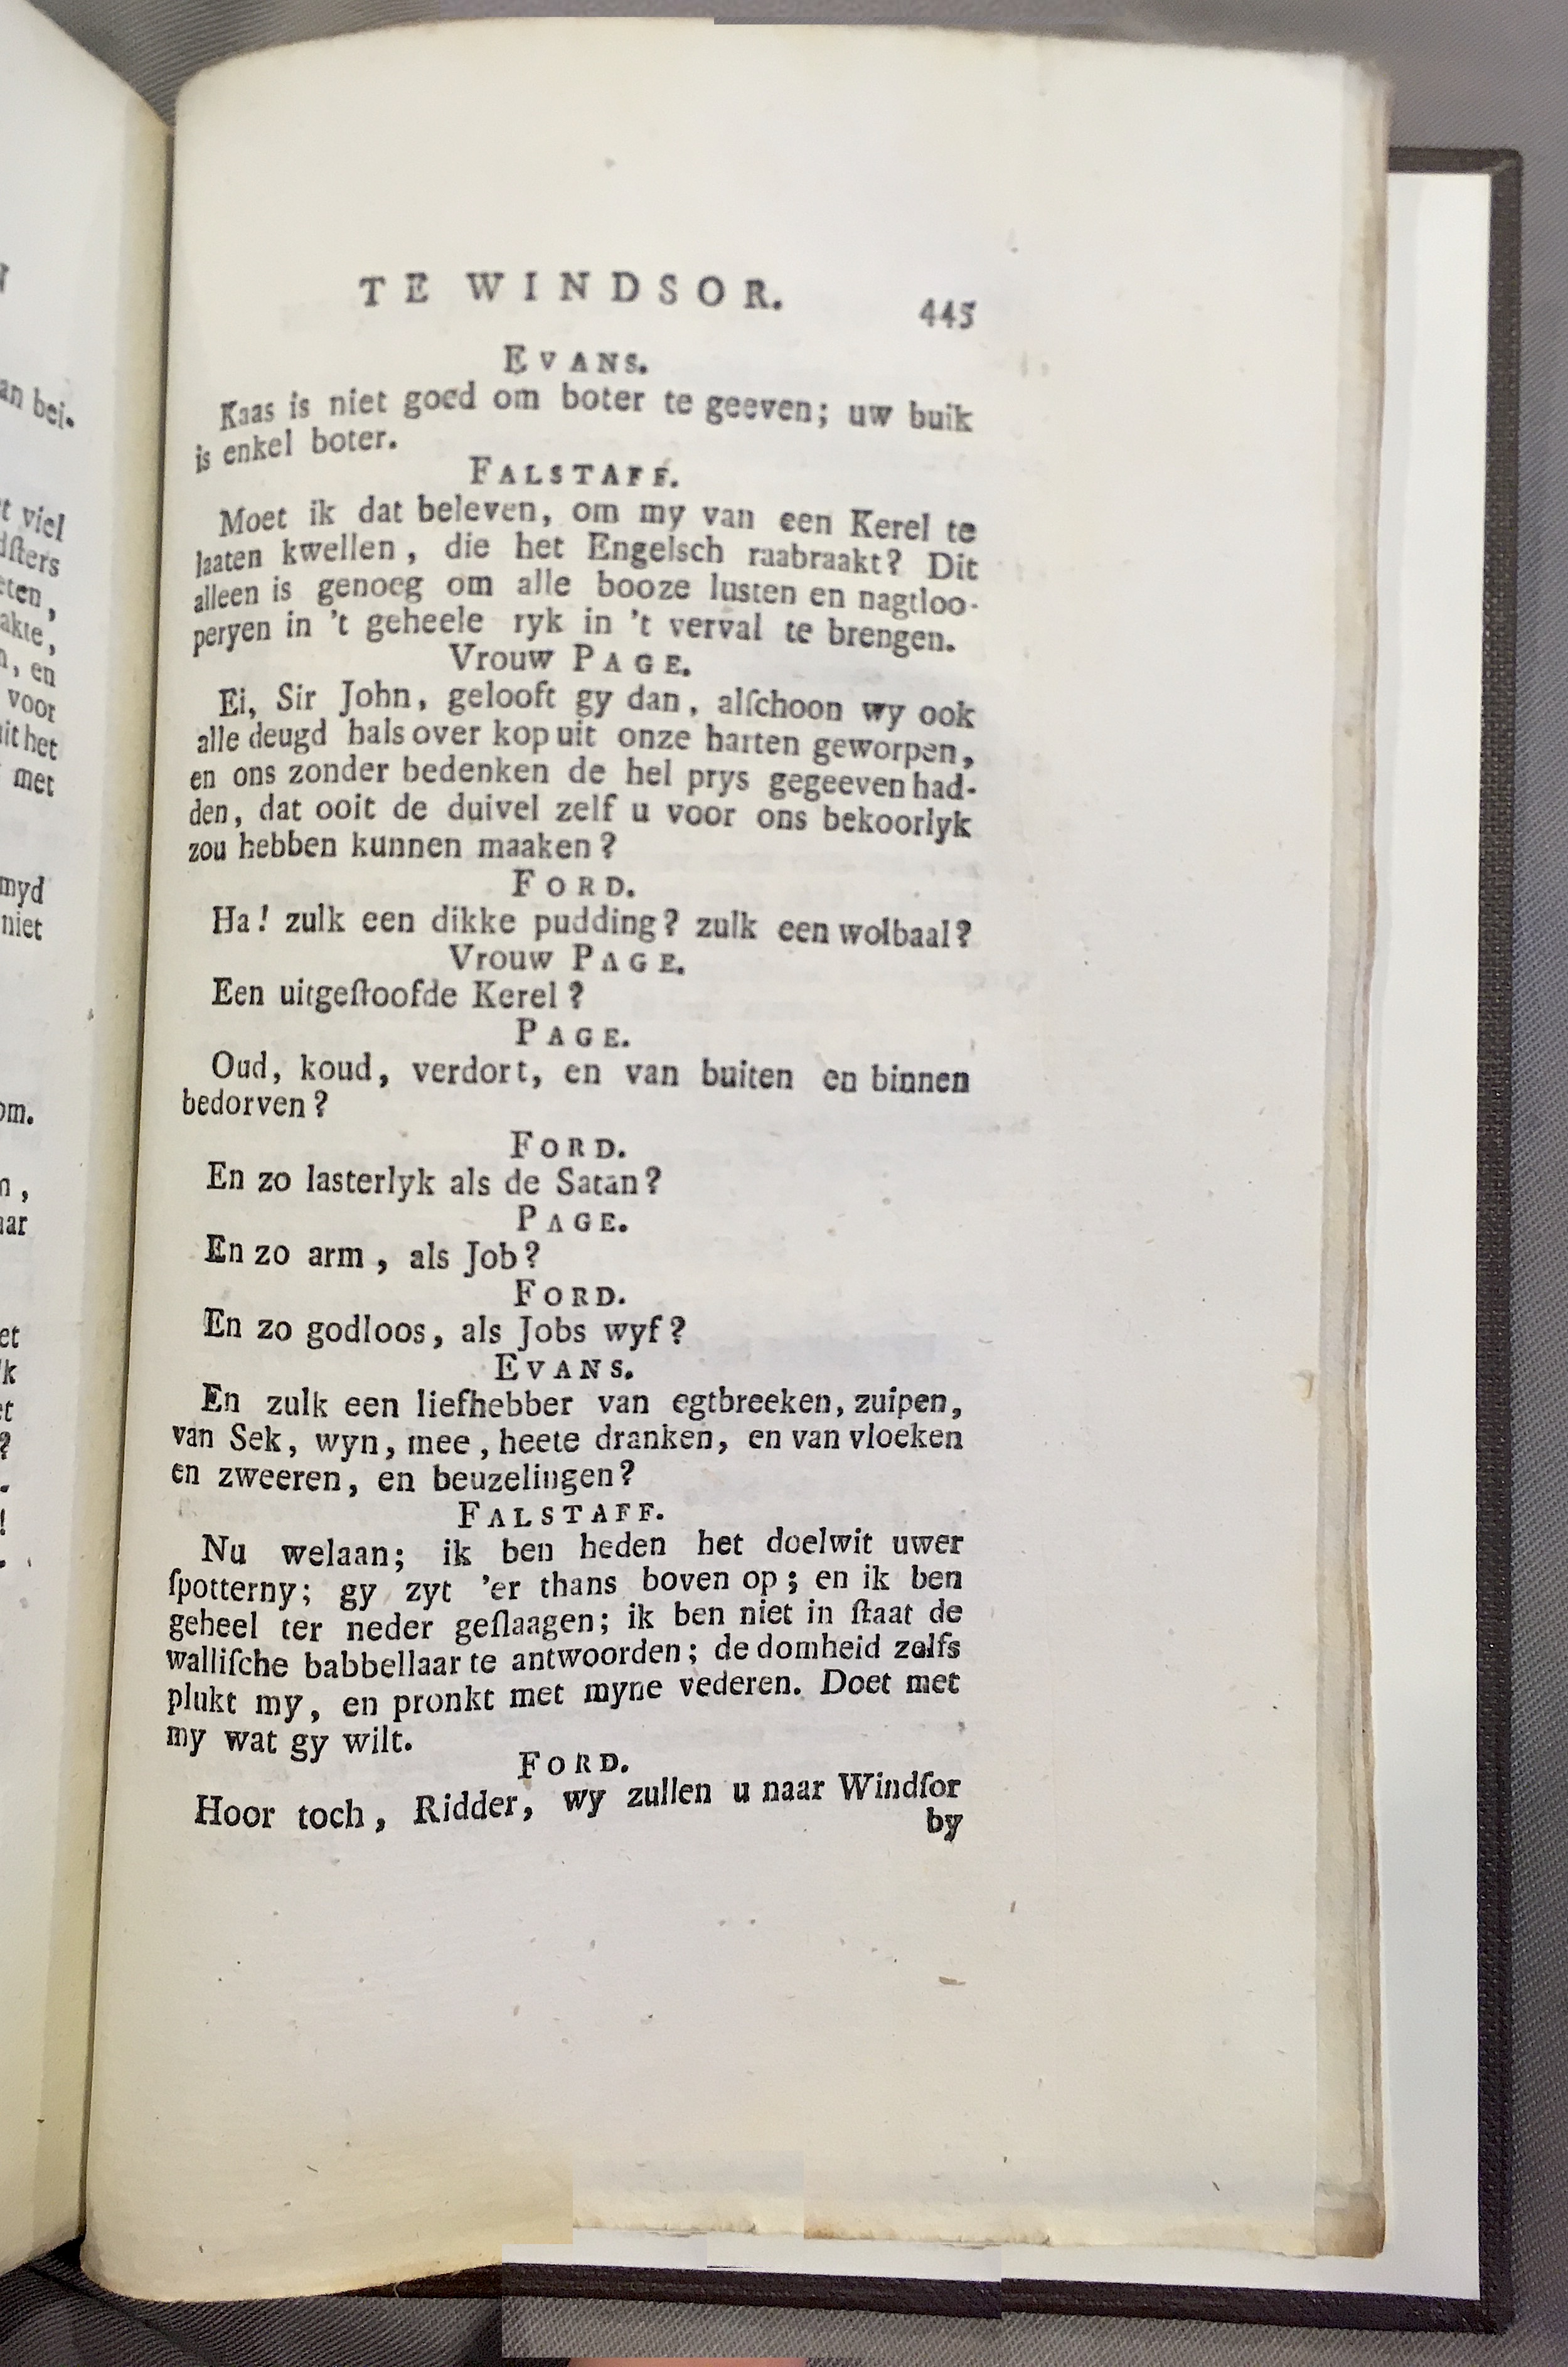 TE WINDSOR. 445
EVANS.
Kaas is niet goed om boter te geeven; uw buik
is enkel boter.
FALSTAFF.
Moet ik dat beleven, om my van een Kerel te
laaten kwellen, die het Engelsch raabraakt? Dit
alleen is genoeg om alle booze lusten en nagtloo-
peryen in 't geheele ryk in 't verval te brengen.
Vrouw PAGE.
Ei, Sir John, gelooft gy dan, alſchoon wy ook
alle deugd hals over kop uit onze harten geworpen,
en ons zonder bedenken de hel prys gegeeven had-
den, dat ooit de duivel zelf u voor ons bekoorlyk
zou hebben kunnen maaken?
FORD.
Ha! zulk een dikke pudding? zulk een wolbaal?
Vrouw PAGE.
Een uitgeſtoofde Kerel?
PAGE.
Oud, koud, verdort, en van buiten en binnen
bedorven?
FORD.
En zo lasterlyk als de Satan?
PAGE.
En zo arm, als Job?
FORD.
En zo godloos, als Jobs wyf?
EVANS.
En zulk een liefhebber van egtbreeken, zuipen,
van Sek, wyn, mee, heete dranken, en van vloeken
en zweeren, en beuzelingen?
FALSTAFF.
Nu welaan; ik ben heden het doelwit uwer
ſpotterny; gy zyt 'er thans boven op; en ik ben
geheel ter neder geſlaagen; ik ben niet in ſtaat de
walliſche babbellaar te antwoorden; de domheid zelfs
plukt my, en pronkt met myne vederen. Doet met
my wat gy wilt.
FORD.
Hoor toch, Ridder, wy zullen u naar Windſor
by